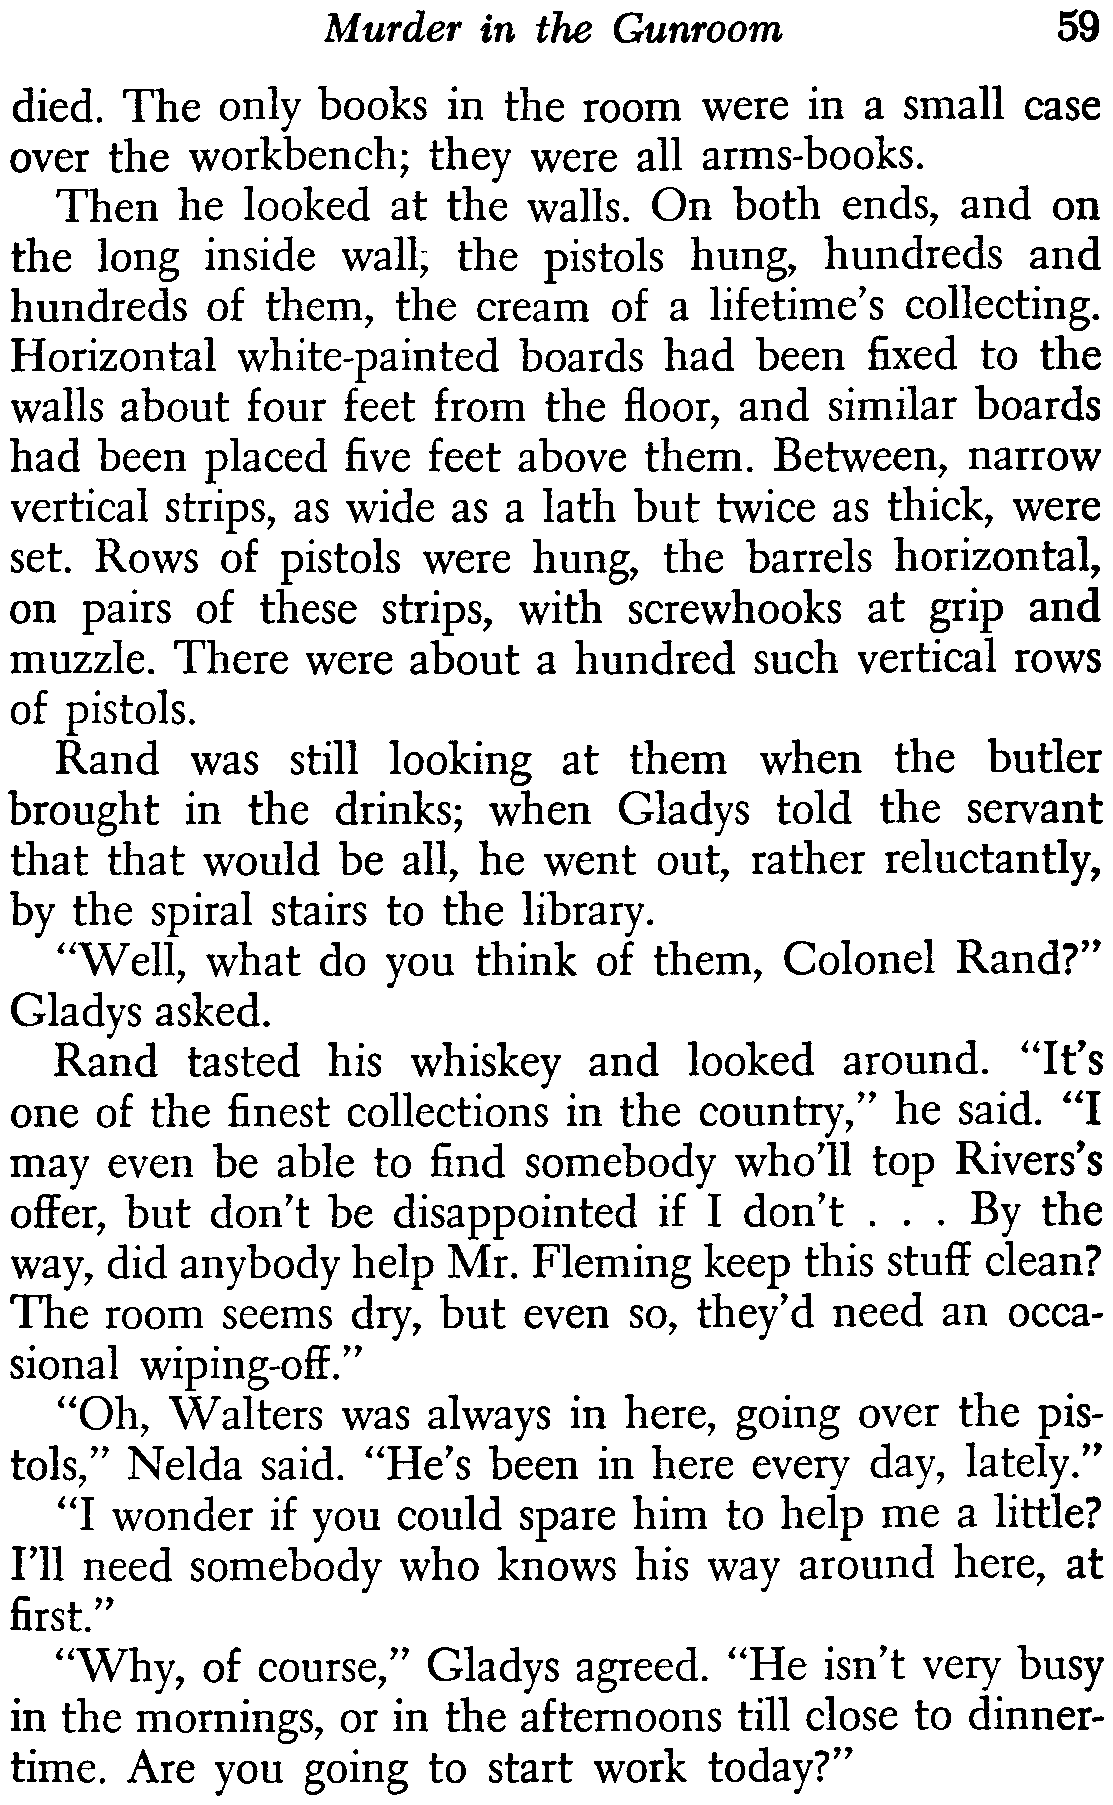 Murder in the Gunroom 59
died. The only books in the room were in a small case
over the workbench; they were all arms-books.
Then he looked at the walls. On both ends, and on
the long inside wall, the pistols hung, hundreds and
hundreds of them, the cream of a lifetime's collecting.
Horizontal white-painted boards had been fixed to the
walls about four feet from the floor, and similar boards
had been placed five feet above them. Between, narrow
vertical strips, as wide as a lath but twice as thick, were
set. Rows of pistols were hung, the barrels horizontal,
on pairs of these strips, with screwhooks at grip and
muzzle. There were about a hundred such vertical rows
of pistols.
Rand was still looking at them when the butler
brought in the drinks; when Gladys told the servant
that that would be all, he went out, rather reluctantly,
by the spiral stairs to the library.
"Well, what do you think of them, Colonel Rand?"
Gladys asked.
Rand tasted his whiskey and looked around. "It's
one of the finest collections in the country," he said. "I
may even be able to find somebody who'll top Rivers's
offer, but don't be disappointed if I don't . . . By the
way, did anybody help Mr. Fleming keep this stuff clean?
The room seems dry, but even so, they'd need an occa-
sional wiping-off."
"Oh, Walters was always in here, going over the pis-
tols," Nelda said. "He's been in here every day, lately."
"I wonder if you could spare him to help me a little?
I'll need somebody who knows his way around here, at
first."
"Why, of course," Gladys agreed. "He isn't very busy
in the mornings, or in the afternoons till close to dinner-
time. Are you going to start work today?"